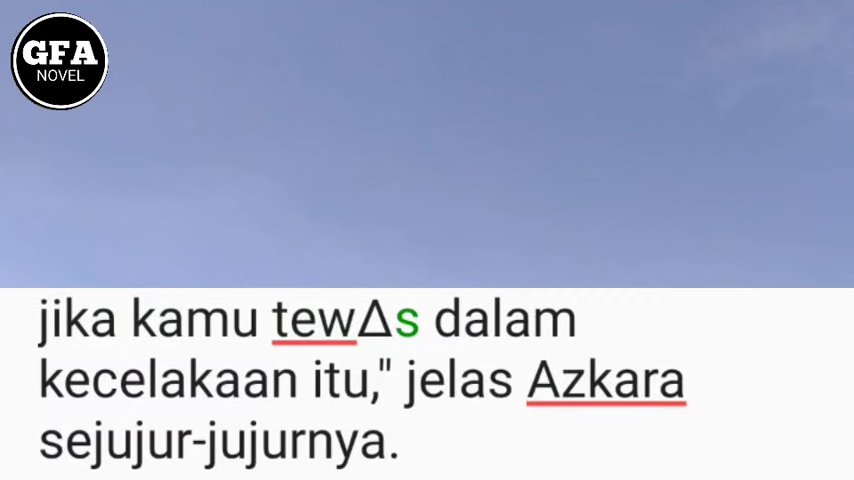 GFA
NOVEL
jika kamu tewΔs dalam
kecelakaan itu," jelas Azkara
sejujur-jujurnya.